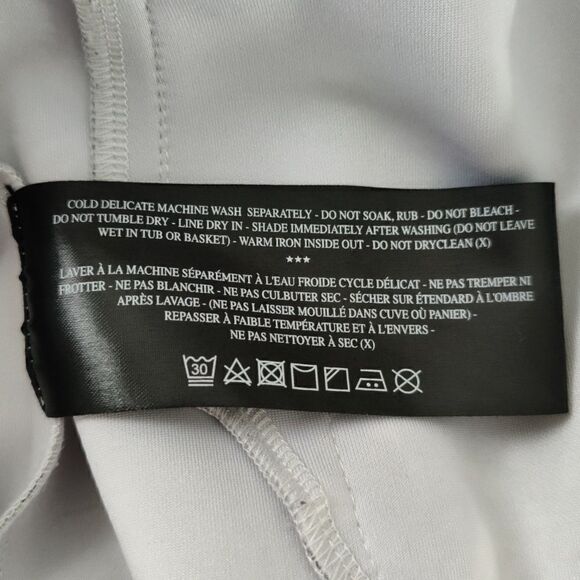 COLD DELICATE MACHINE WASH SEPARATELY - DO NOT SOAK, RUB - DO NOT BLEACH -
DO NOT TUMBLE DRY - LINE DRY IN - SHADE IMMEDIATELY AFTER WASHING (DO NOT LEAVE
WET IN TUB OR BASKET) - WARM IRON INSIDE OUT - DO NOT DRYCLEAN (X)
***
LAVER À LA MACHINE SÉPARÉMENT À L'EAU FROIDE CYCLE DÉLICAT - NE PAS TREMPER NI
FROTTER - NE PAS BLANCHIR - NE PAS CULBUTER SEC - SÉCHER SUR ÉTENDARD À L'OMBRE
APRÈS LAVAGE - (NE PAS LAISSER MOUILLÉ DANS CUVE OÙ PANIER) -
REPASSER À FAIBLE TEMPÉRATURE ET À L'ENVERS -
NE PAS NETTOYER À SEC (X)
30